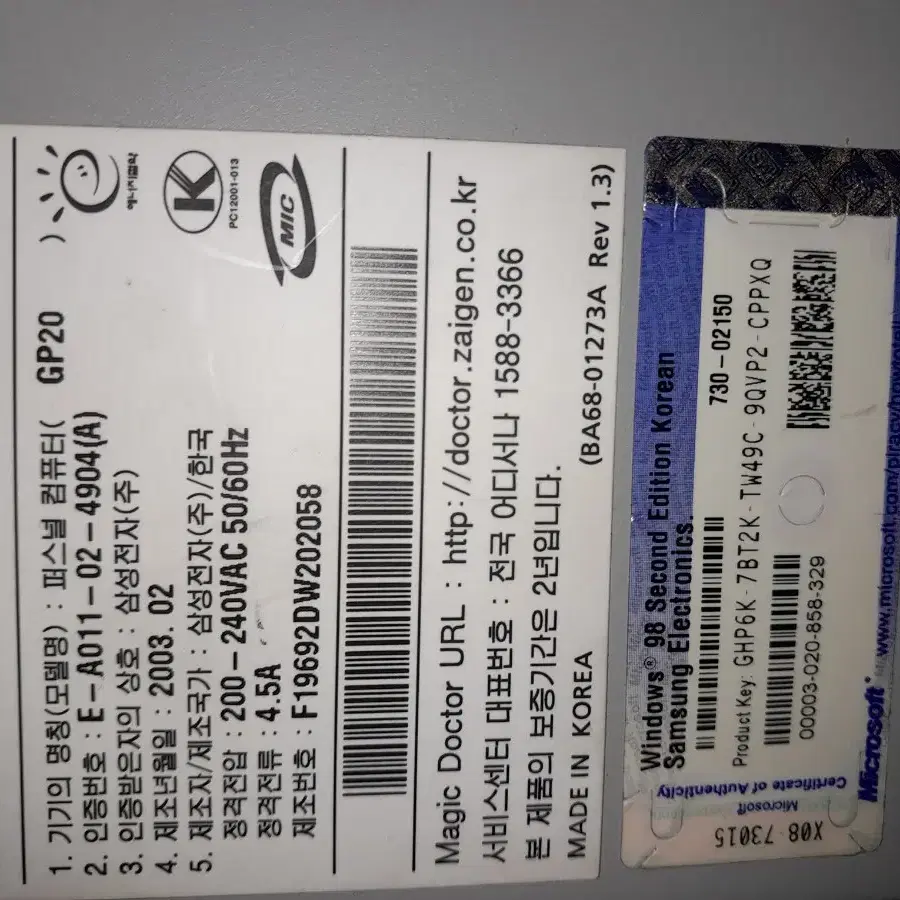 1. 기기의 명칭(모델명) : 퍼스널 컴퓨터( GP20 )
2. 인증번호 : E-A011-02-4904(A)
3. 인증받은자의 상호 : 삼성전자(주)
4. 제조년월일 : 2003. 02
5. 제조자/제조국가 : 삼성전자(주)/한국
정격전압 : 200-240VAC 50/60Hz
정격전류 : 4.5A
제조번호 : F19692DW202058
에너지절약
K
PC12001-013
MIC
Magic Doctor URL : http://doctor.zaigen.co.kr
서비스센터 대표번호 : 전국 어디서나 1588-3366
본 제품의 보증기간은 2년입니다.
MADE IN KOREA (BA68-01273A Rev 1.3)
Windows® 98 Second Edition Korean
Samsung Electronics.
730-02150
Product Key: GHP6K-7BT2K-TW49C-9QVP2-CPPXQ
00003-020-858-329
Microsoft® www.microsoft.com/piracy/howtotell
Certificate of Authenticity
Microsoft
X08 73015